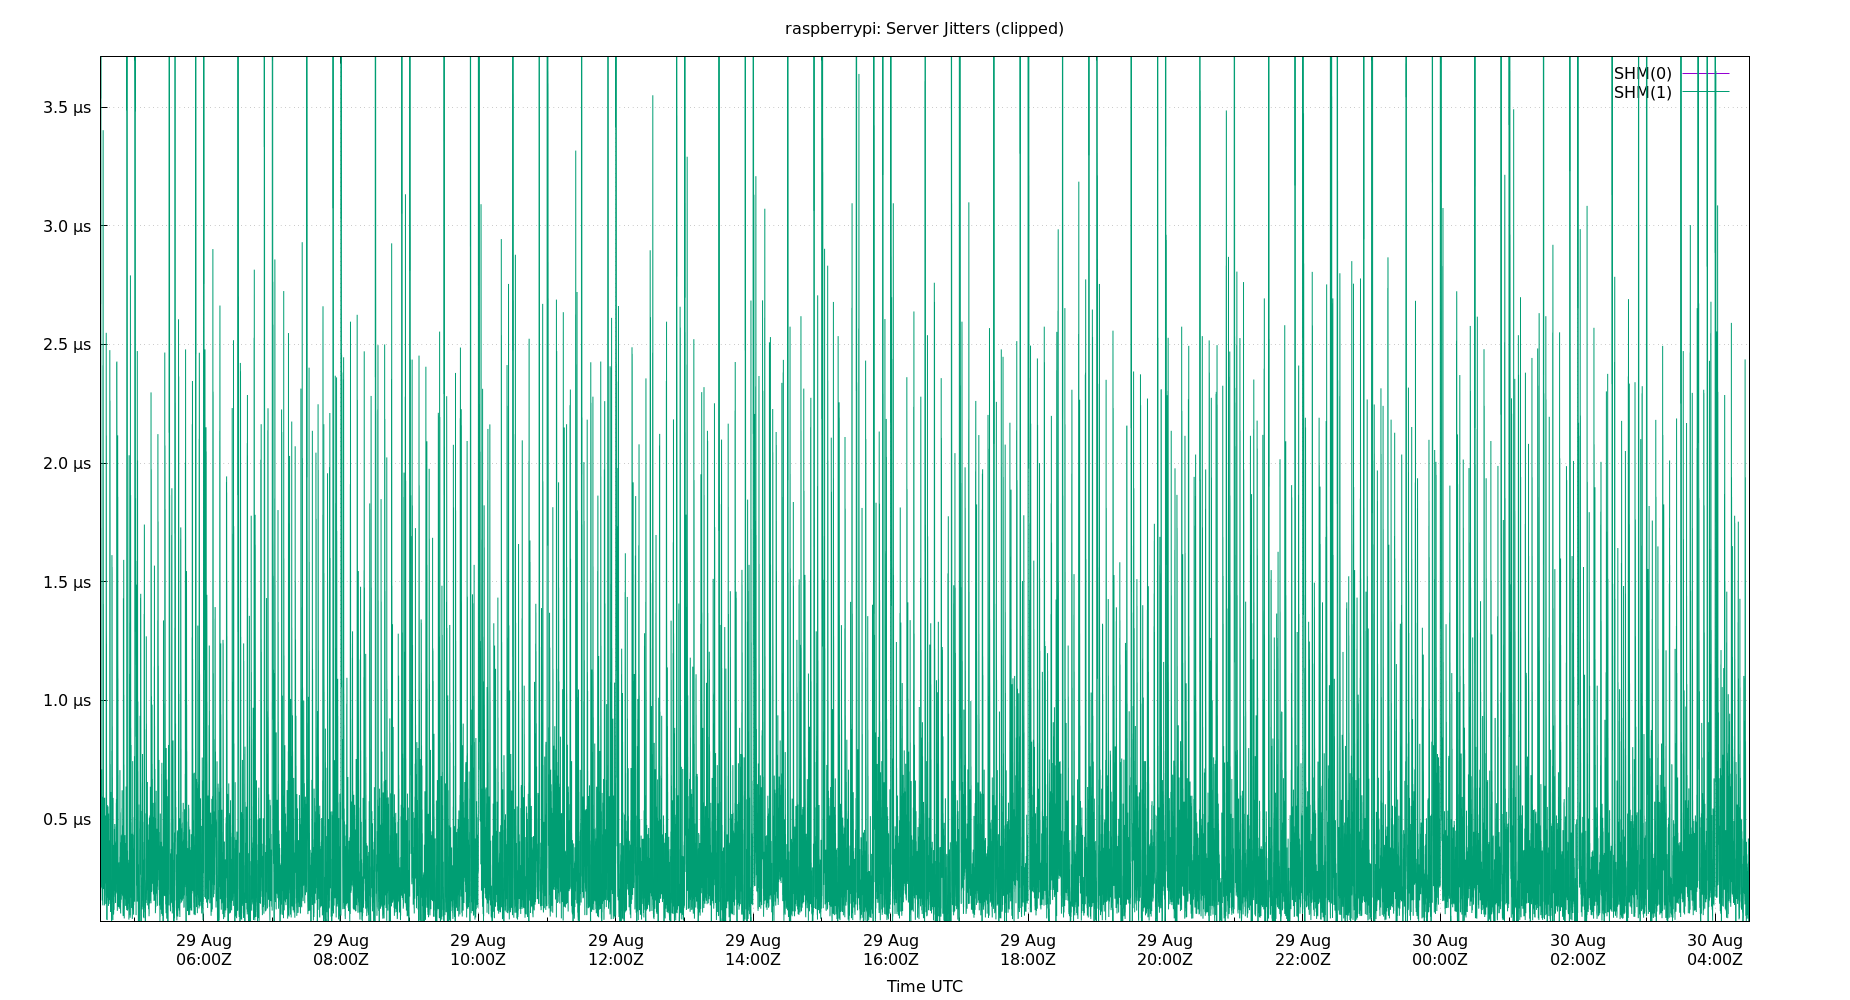 raspberrypi: Server Jitters (clipped)
SHM(0)
SHM(1)
3.5 µs
3.0 µs
2.5 µs
2.0 µs
1.5 µs
1.0 µs
0.5 µs
29 Aug 29 Aug 29 Aug 29 Aug 29 Aug 29 Aug 29 Aug 29 Aug 29 Aug 30 Aug 30 Aug 30 Aug
06:00Z 08:00Z 10:00Z 12:00Z 14:00Z 16:00Z 18:00Z 20:00Z 22:00Z 00:00Z 02:00Z 04:00Z
Time UTC